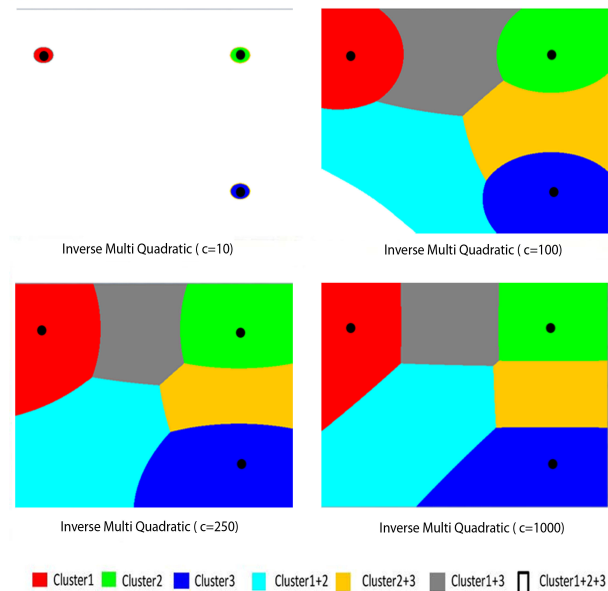 Inverse Multi Quadratic ( c=10)
Inverse Multi Quadratic ( c=100)
Inverse Multi Quadratic ( c=250)
Inverse Multi Quadratic ( c=1000)
Cluster1 Cluster2 Cluster3 Cluster1+2 Cluster2+3 Cluster1+3 Cluster1+2+3